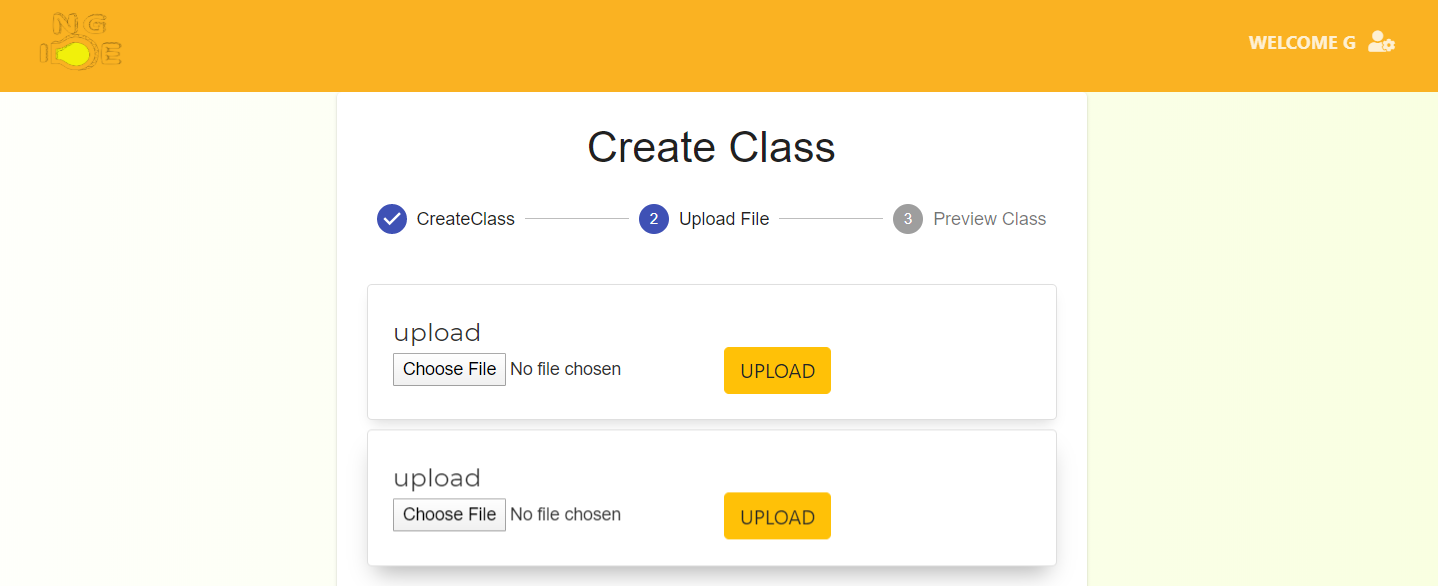 NG
WELCOME G
Create Class
CreateClass
2 Upload File
3 Preview Class
upload
Choose File No file chosen
UPLOAD
upload
Choose File No file chosen
UPLOAD